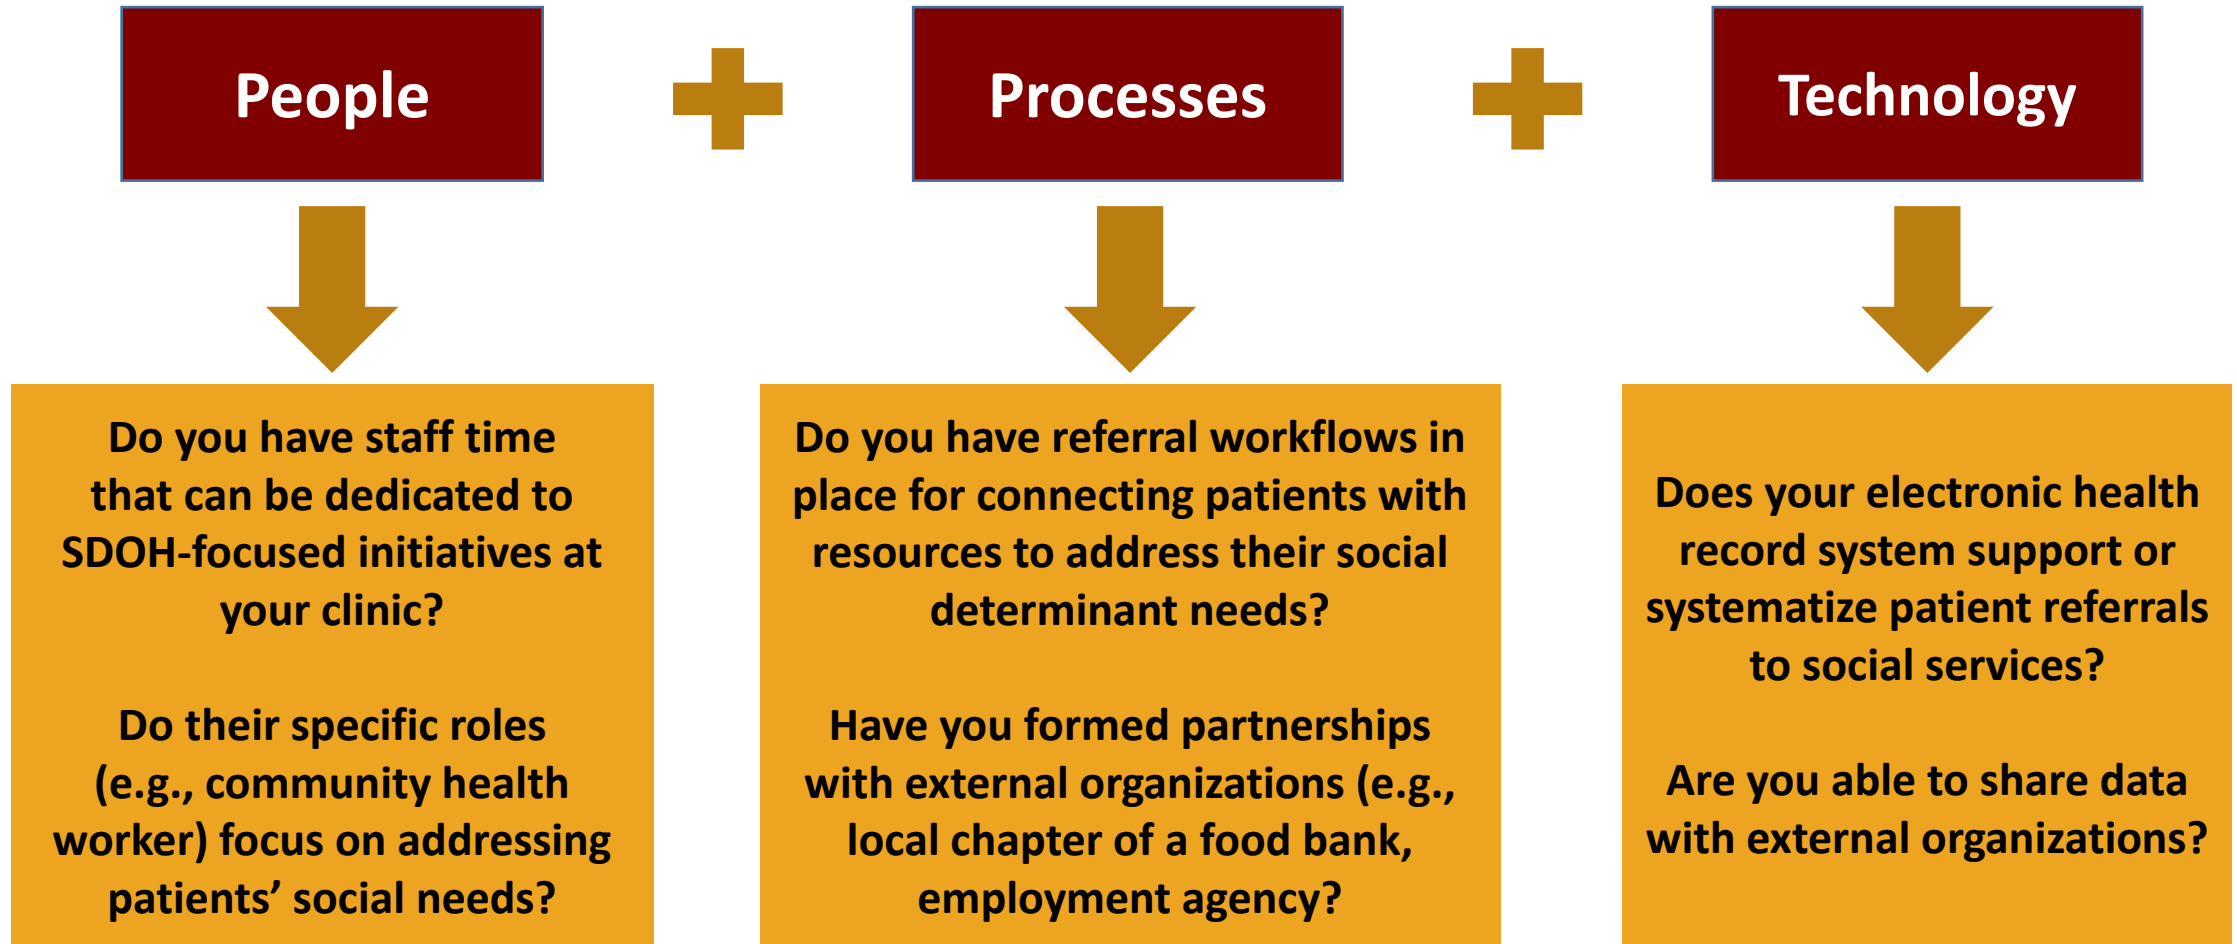 People
Processes
Technology
Do you have staff time
that can be dedicated to
SDOH-focused initiatives at
your clinic?
Do their specific roles
(e.g., community health
worker) focus on addressing
patients’ social needs?
Do you have referral workflows in
place for connecting patients with
resources to address their social
determinant needs?
Have you formed partnerships
with external organizations (e.g.,
local chapter of a food bank,
employment agency?
Does your electronic health
record system support or
systematize patient referrals
to social services?
Are you able to share data
with external organizations?